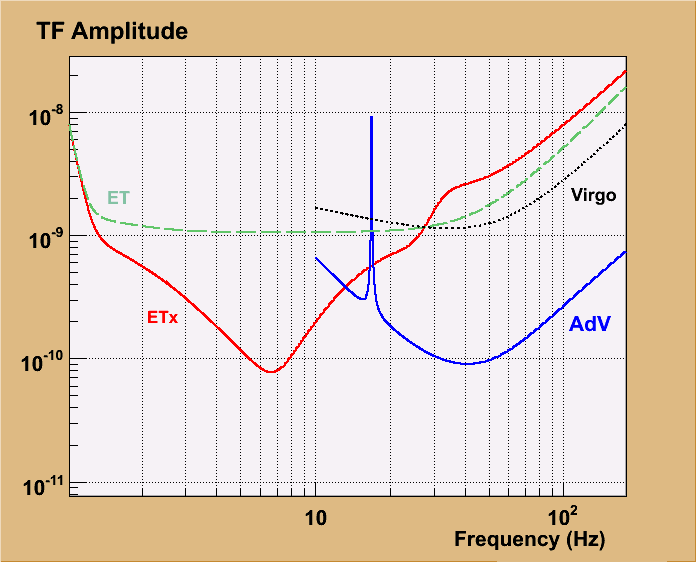 TF Amplitude
10⁻⁸
ET
Virgo
10⁻⁹
ETx
AdV
10⁻¹⁰
10⁻¹¹
10
10²
Frequency (Hz)